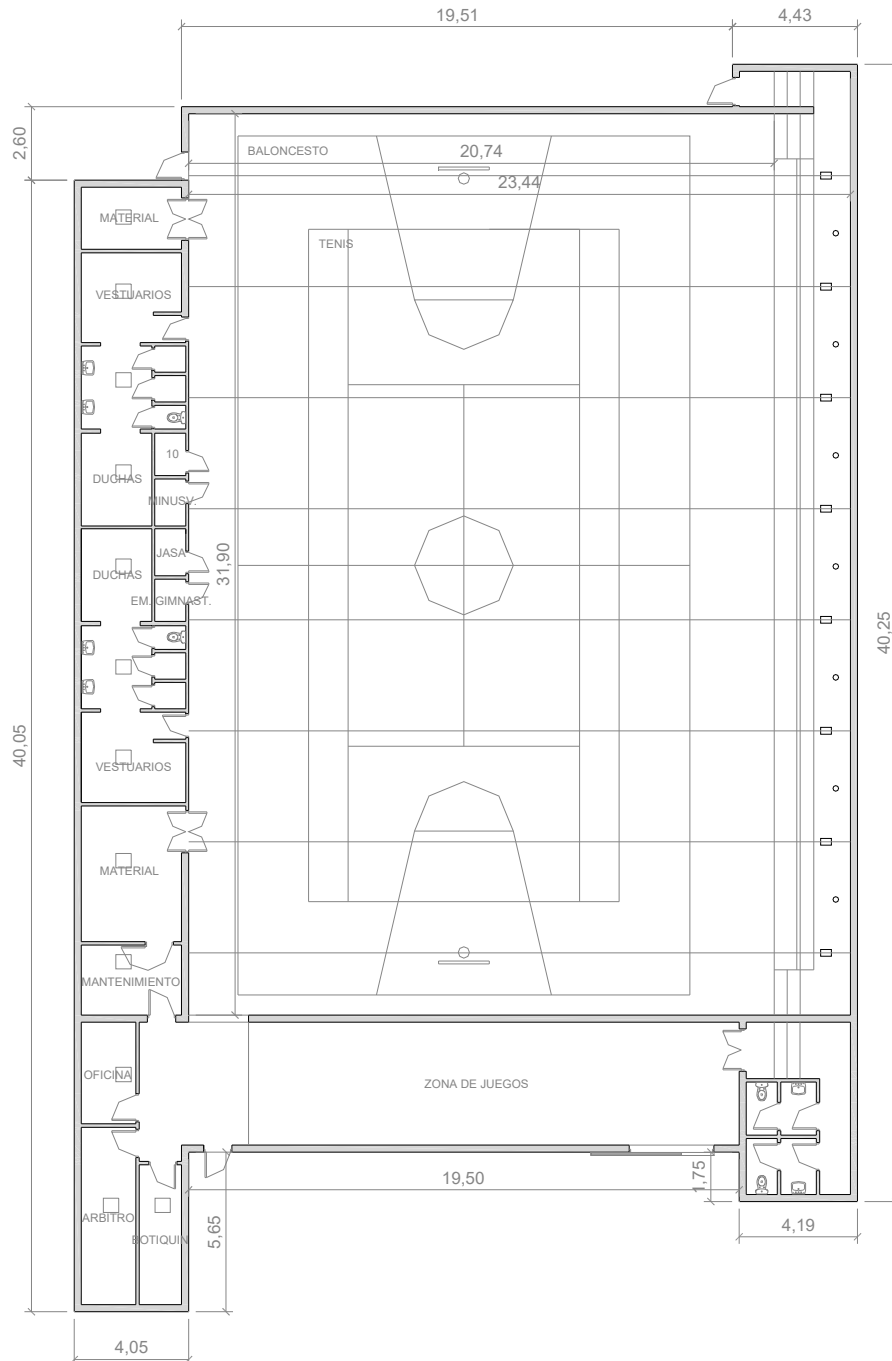 19,51
4,43
2,60
BALONCESTO
20,74
23,44
MATERIAL
TENIS
VESTUARIOS
10
DUCHAS
MINUSV.
JASA
31,90
DUCHAS
EM. GIMNAST.
40,25
40,05
VESTUARIOS
MATERIAL
MANTENIMIENTO
OFICINA
ZONA DE JUEGOS
19,50
1,75
ARBITRO
BOTIQUIN
5,65
4,19
4,05